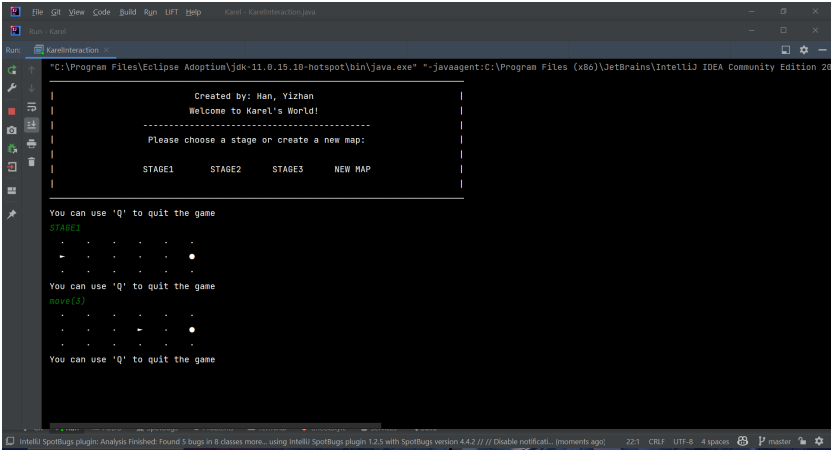 File Git View Code Build Run LIFT Help Karel - KarelInteraction.java
Run - Karel
Run: KarelInteraction ×
"C:\Program Files\Eclipse Adoptium\jdk-11.0.15.10-hotspot\bin\java.exe" "-javaagent:C:\Program Files (x86)\JetBrains\IntelliJ IDEA Community Edition 20
Created by: Han, Yizhan
Welcome to Karel's World!
-----------------------------------------
Please choose a stage or create a new map:
STAGE1 STAGE2 STAGE3 NEW MAP
You can use 'Q' to quit the game
STAGE1
. . . . . .
► . . . . ●
. . . . . .
You can use 'Q' to quit the game
move(3)
. . . . . .
. . . ► . ●
. . . . . .
You can use 'Q' to quit the game
IntelliJ SpotBugs plugin: Analysis Finished: Found 5 bugs in 8 classes more... using IntelliJ SpotBugs plugin 1.2.5 with SpotBugs version 4.4.2 // // Disable notificati... (moments ago) 22:1 CRLF UTF-8 4 spaces master